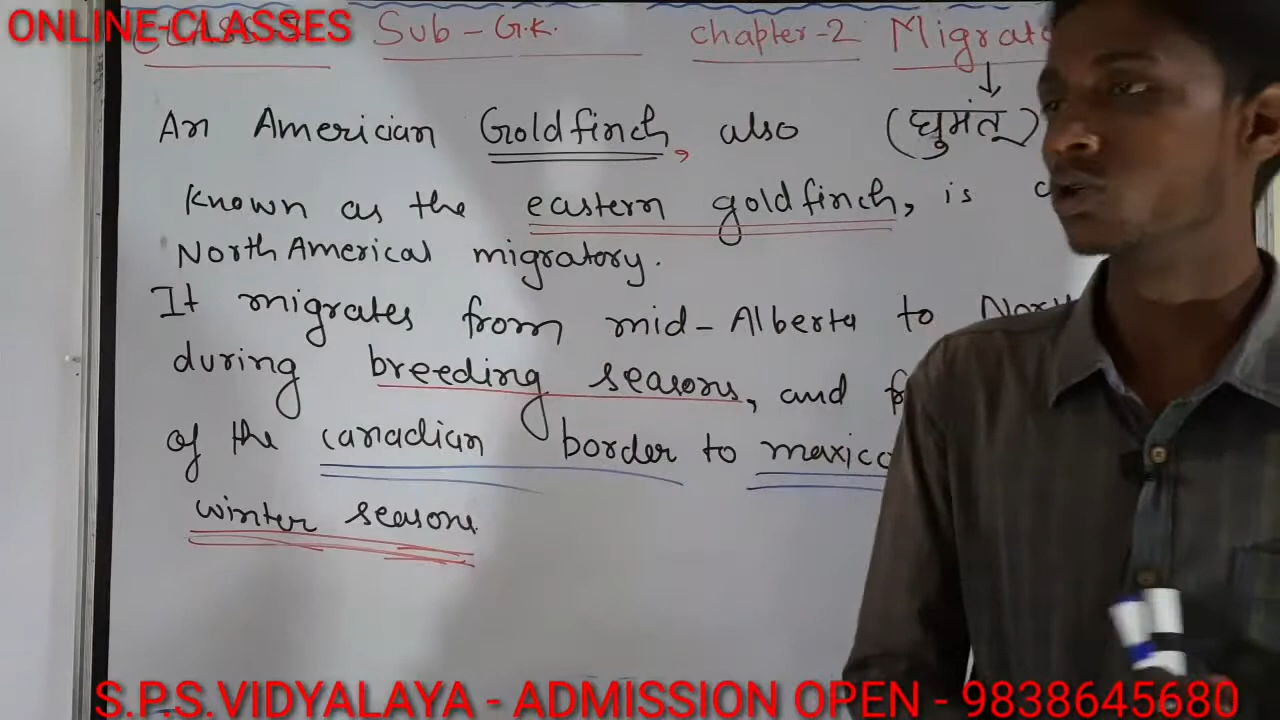 ONLINE-CLASSES
Sub-G.K. chapter-2
An American Goldfinch, also (घुमंतू)
known as the eastern goldfinch, is
North Americal migratory.
It migrates from mid-Alberta to
during breeding seasons, and
of the canadian border to maxico
winter seasons
S.P.S.VIDYALAYA - ADMISSION OPEN - 9838645680